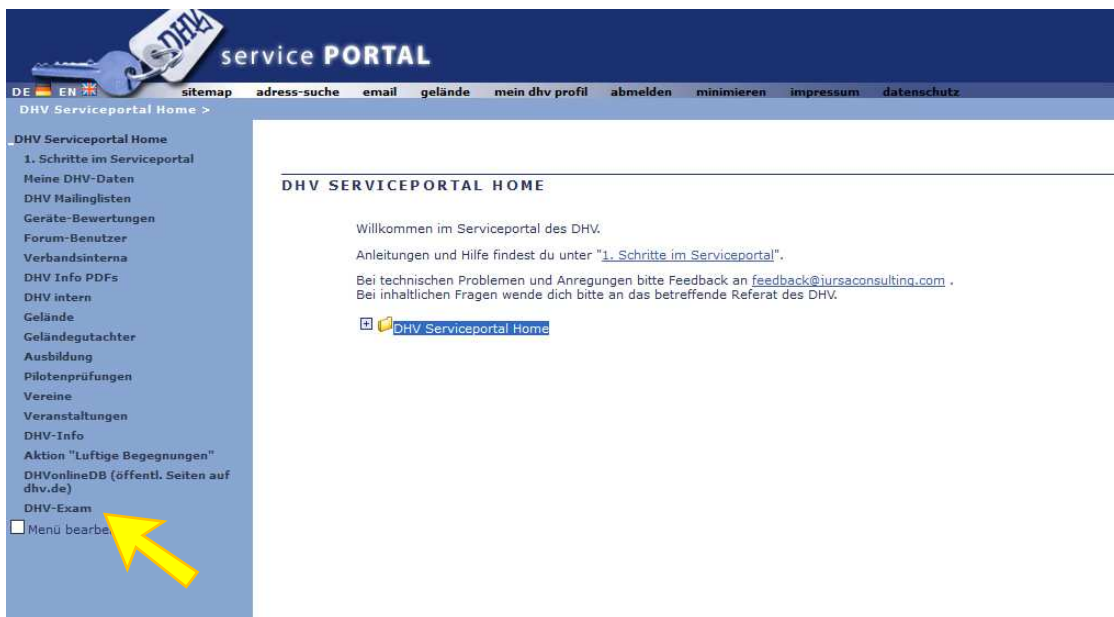 DHV
service PORTAL
DE EN sitemap adress-suche email gelände mein dhv profil abmelden minimieren impressum datenschutz
DHV Serviceportal Home >
DHV Serviceportal Home
1. Schritte im Serviceportal
Meine DHV-Daten
DHV Mailinglisten
Geräte-Bewertungen
Forum-Benutzer
Verbandsinterna
DHV Info PDFs
DHV intern
Gelände
Geländegutachter
Ausbildung
Pilotenprüfungen
Vereine
Veranstaltungen
DHV-Info
Aktion "Luftige Begegnungen"
DHVonlineDB (öffentl. Seiten auf
dhv.de)
DHV-Exam
Menü
DHV SERVICEPORTAL HOME
Willkommen im Serviceportal des DHV.
Anleitungen und Hilfe findest du unter "1. Schritte im Serviceportal".
Bei technischen Problemen und Anregungen bitte Feedback an feedback@jursaconsulting.com .
Bei inhaltlichen Fragen wende dich bitte an das betreffende Referat des DHV.
DHV Serviceportal Home